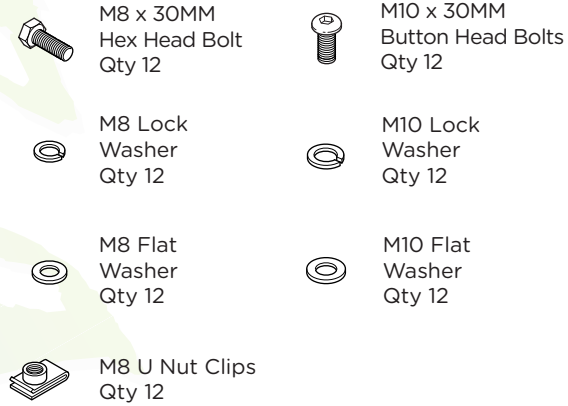 M8 x 30MM
Hex Head Bolt
Qty 12
M10 x 30MM
Button Head Bolts
Qty 12
M8 Lock
Washer
Qty 12
M10 Lock
Washer
Qty 12
M8 Flat
Washer
Qty 12
M10 Flat
Washer
Qty 12
M8 U Nut Clips
Qty 12